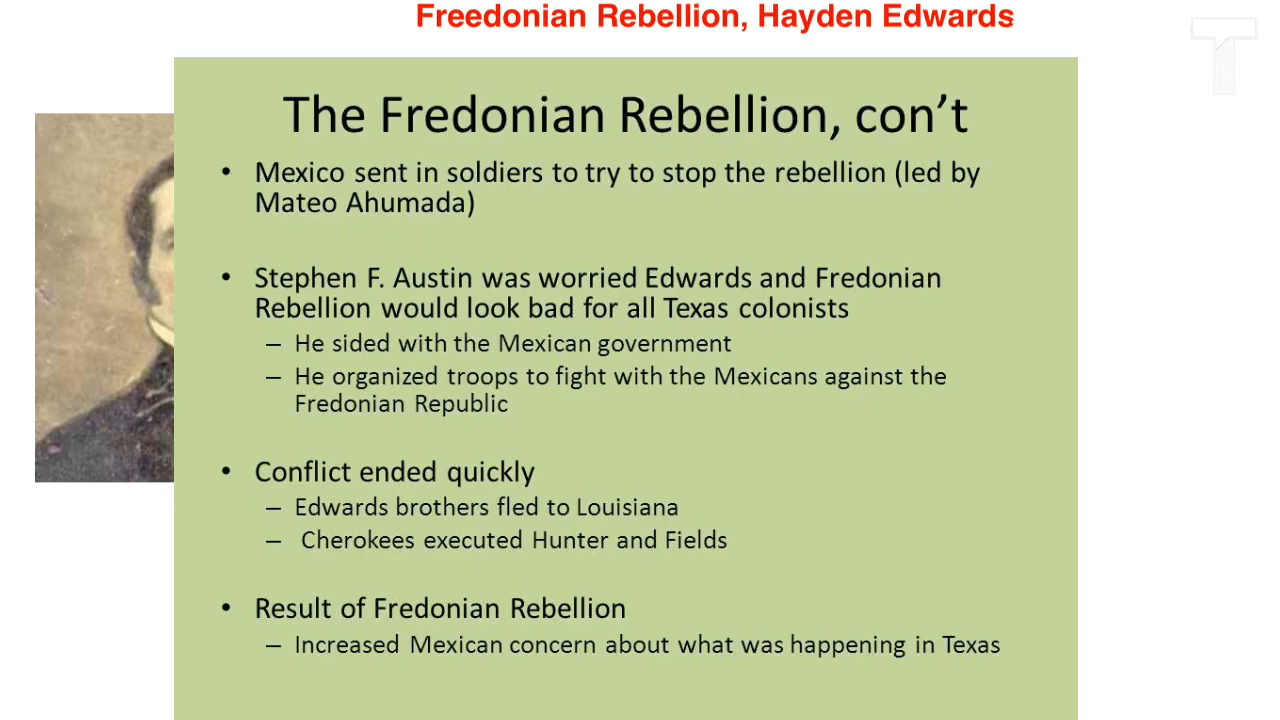 Freedonian Rebellion, Hayden Edwards
The Fredonian Rebellion, con’t
• Mexico sent in soldiers to try to stop the rebellion (led by
Mateo Ahumada)
• Stephen F. Austin was worried Edwards and Fredonian
Rebellion would look bad for all Texas colonists
– He sided with the Mexican government
– He organized troops to fight with the Mexicans against the
Fredonian Republic
• Conflict ended quickly
– Edwards brothers fled to Louisiana
– Cherokees executed Hunter and Fields
• Result of Fredonian Rebellion
– Increased Mexican concern about what was happening in Texas